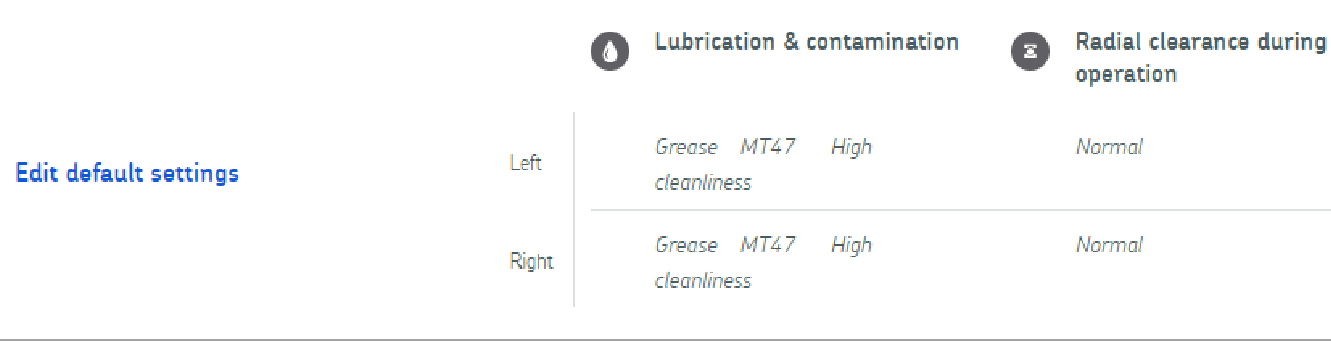 Lubrication & contamination
Radial clearance during
operation
Edit default settings
Left
Grease MT47 High
cleanliness
Normal
Right
Grease MT47 High
cleanliness
Normal